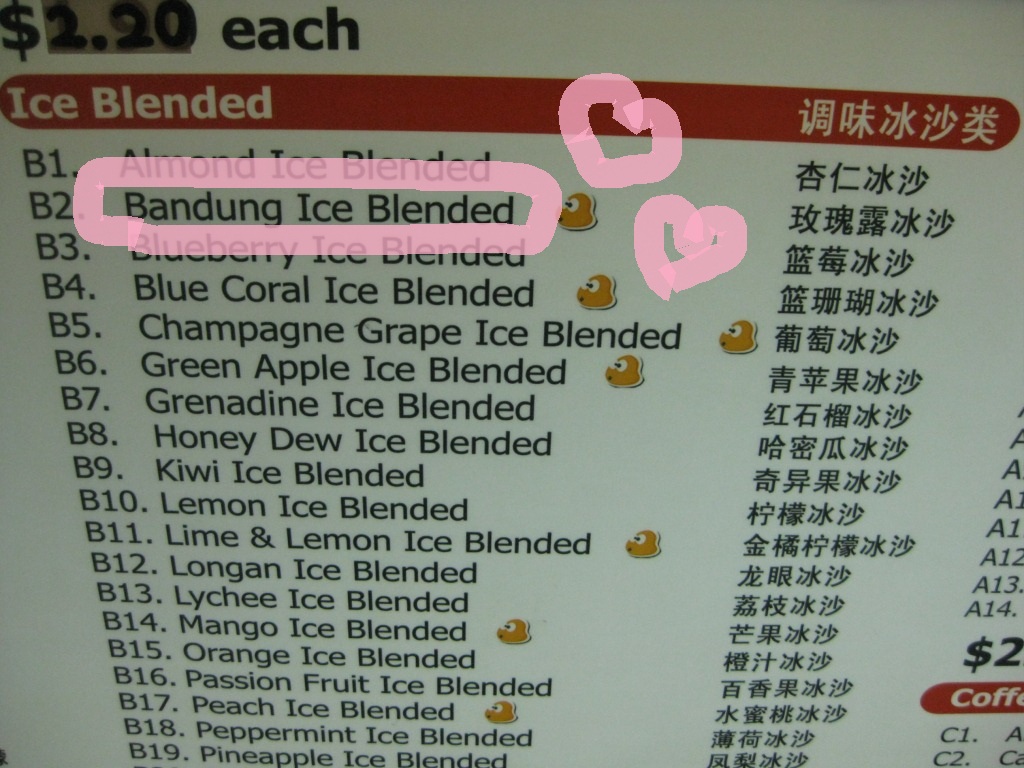 $2.20 each
Ice Blended 调味冰沙类
B1. Almond Ice Blended 杏仁冰沙
B2. Bandung Ice Blended 玫瑰露冰沙
B3. Blueberry Ice Blended 篮莓冰沙
B4. Blue Coral Ice Blended 篮珊瑚冰沙
B5. Champagne Grape Ice Blended 葡萄冰沙
B6. Green Apple Ice Blended 青苹果冰沙
B7. Grenadine Ice Blended 红石榴冰沙
B8. Honey Dew Ice Blended 哈密瓜冰沙
B9. Kiwi Ice Blended 奇异果冰沙
B10. Lemon Ice Blended 柠檬冰沙
B11. Lime & Lemon Ice Blended 金橘柠檬冰沙
B12. Longan Ice Blended 龙眼冰沙
B13. Lychee Ice Blended 荔枝冰沙
B14. Mango Ice Blended 芒果冰沙
B15. Orange Ice Blended 橙汁冰沙
B16. Passion Fruit Ice Blended 百香果冰沙
B17. Peach Ice Blended 水蜜桃冰沙
B18. Peppermint Ice Blended 薄荷冰沙
B19. Pineapple Ice Blended 凤梨冰沙
A1
A11
A12
A13.
A14.
$2
Coffe
C1. A
C2. Ca